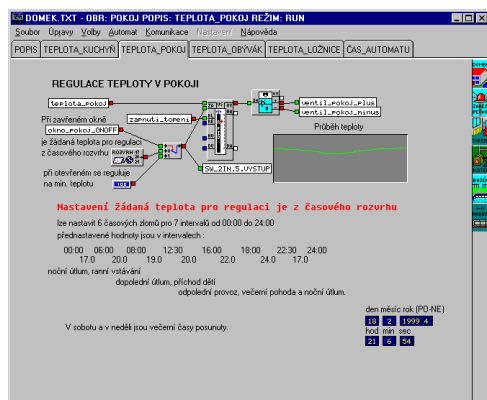 DOMEK.TXT - OBR: POKOJ POPIS: TEPLOTA_POKOJ REŽIM: RUN
Soubor Úpravy Volby Automat Komunikace Nastavení Nápověda
POPIS TEPLOTA_KUCHYŇ TEPLOTA_POKOJ TEPLOTA_OBÝVÁK TEPLOTA_LOŽNICE ČAS_AUTOMATU
REGULACE TEPLOTY V POKOJI
teplota_pokoj
ventil_pokoj_plus
ventil_pokoj_minus
Při zavřeném okně
zapnuti_topeni
okno_pokoj_ONOFF
Průběh teploty
je žádaná teplota pro regulaci
z časového rozvrhu
ROZVRH
SW_2IN.5.VYSTUP
při otevřeném se reguluje
na min. teplotu
Nastavení žádaná teplota pro regulaci je z časového rozvrhu
lze nastavit 6 časových zlomů pro 7 intervalů od 00:00 do 24:00
přednastavené hodnoty jsou v intervalech :
00:00 06:00 08:00 12:30 16:00 18:00 22:30 24:00
17.0 20.0 19.0 20.0 22.0 24.0 17.0
noční útlum, ranní vstávání
dopolední útlum, příchod dětí
odpolední provoz, večerní pohoda a noční útlum.
den měsíc rok (PO-NE)
18 2 1999 4
hod min sec
21 6 54
V sobotu a v neděli jsou večerní časy posunuty.